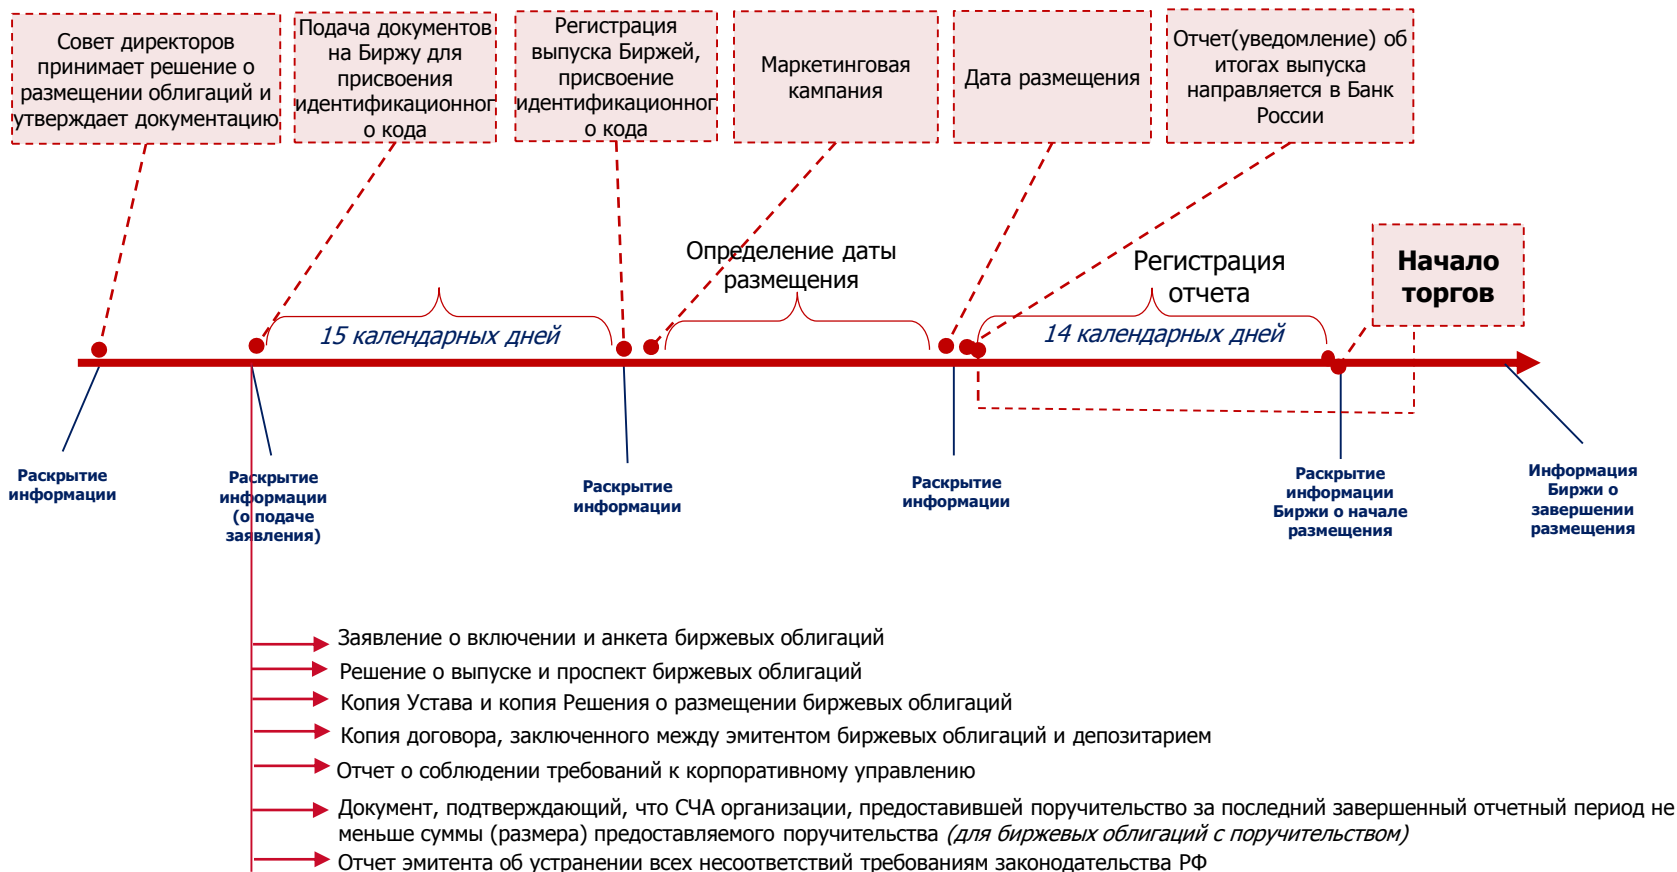 Совет директоров
принимает решение о
размещении облигаций и
утверждает документацию
Подача документов
на Биржу для
присвоения
идентификационног
о кода
Регистрация
выпуска Биржей,
присвоение
идентификационног
о кода
Маркетинговая
кампания
Дата размещения
Отчет(уведомление) об
итогах выпуска
направляется в Банк
России
Определение даты
размещения
Регистрация
отчета
Начало
торгов
15 календарных дней
14 календарных дней
Раскрытие
информации
Раскрытие
информации
(о подаче
заявления)
Раскрытие
информации
Раскрытие
информации
Раскрытие
информации
Биржи о начале
размещения
Информация
Биржи о
завершении
размещения
Заявление о включении и анкета биржевых облигаций
Решение о выпуске и проспект биржевых облигаций
Копия Устава и копия Решения о размещении биржевых облигаций
Копия договора, заключенного между эмитентом биржевых облигаций и депозитарием
Отчет о соблюдении требований к корпоративному управлению
Документ, подтверждающий, что СЧА организации, предоставившей поручительство за последний завершенный отчетный период не
меньше суммы (размера) предоставляемого поручительства (для биржевых облигаций с поручительством)
Отчет эмитента об устранении всех несоответствий требованиям законодательства РФ